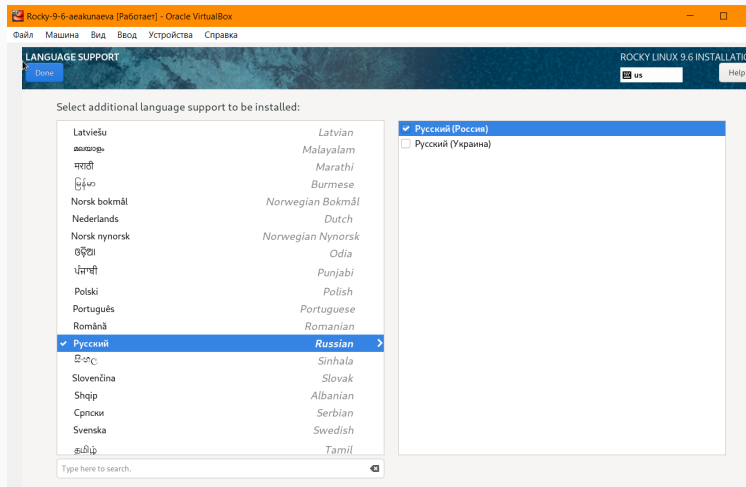 Rocky-9-6-aeakunaeva [Работает] - Oracle VirtualBox
Файл Машина Вид Ввод Устройства Справка
LANGUAGE SUPPORT
ROCKY LINUX 9.6 INSTALLATIO
Done
us
Help
Select additional language support to be installed:
Latviešu Latvian
മലയാളം Malayalam
मराठी Marathi
မြန်မာ Burmese
Norsk bokmål Norwegian Bokmål
Nederlands Dutch
Norsk nynorsk Norwegian Nynorsk
ଓଡ଼ିଆ Odia
ਪੰਜਾਬੀ Punjabi
Polski Polish
Português Portuguese
Română Romanian
Русский Russian
සිංහල Sinhala
Slovenčina Slovak
Shqip Albanian
Српски Serbian
Svenska Swedish
தமிழ் Tamil
Type here to search.
Русский (Россия)
Русский (Украина)